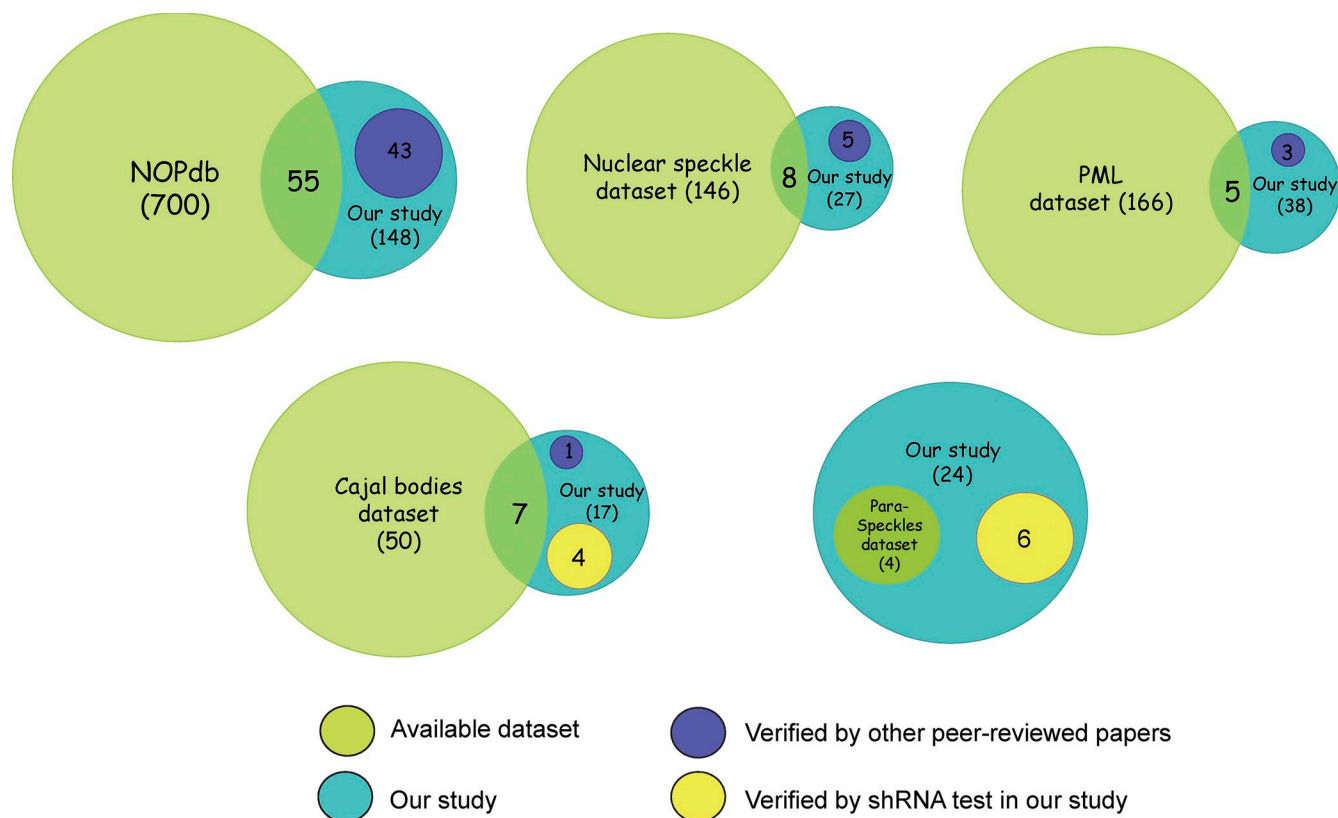 NOPdb
(700)
55
43
Our study
(148)
Nuclear speckle
dataset (146)
8
5
Our study
(27)
PML
dataset (166)
5
3
Our study
(38)
Cajal bodies
dataset
(50)
7
1
Our study
(17)
4
Our study
(24)
Para-
Speckles
dataset
(4)
6
Available dataset
Verified by other peer-reviewed papers
Our study
Verified by shRNA test in our study